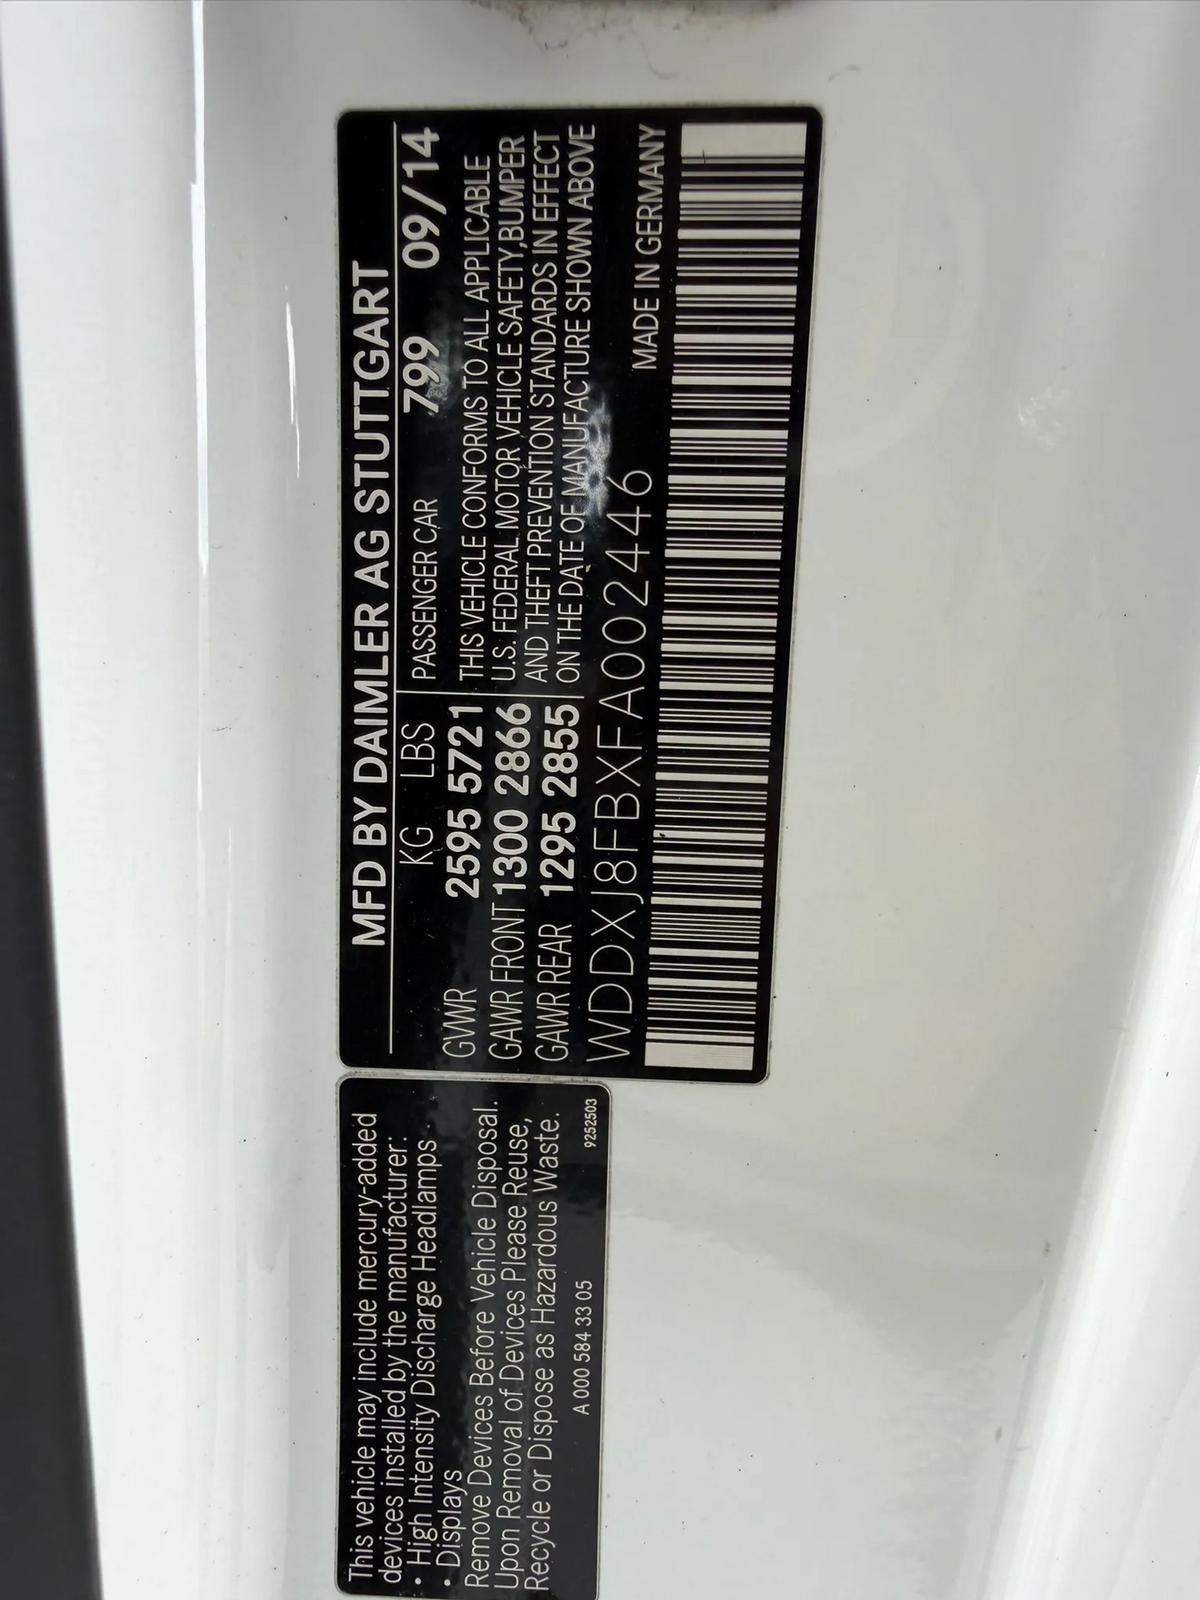 MFD BY DAIMLER AG STUTTGART
KG LBS PASSENGER CAR 799 09/14
GVWR 2595 5721 THIS VEHICLE CONFORMS TO ALL APPLICABLE
GAWR FRONT 1300 2866 U.S. FEDERAL MOTOR VEHICLE SAFETY,BUMPER
GAWR REAR 1295 2855 AND THEFT PREVENTION STANDARDS IN EFFECT
ON THE DATE OF MANUFACTURE SHOWN ABOVE
WDDXJ8FBXFA002446 MADE IN GERMANY
This vehicle may include mercury-added
devices installed by the manufacturer:
• High Intensity Discharge Headlamps
• Displays
Remove Devices Before Vehicle Disposal.
Upon Removal of Devices Please Reuse,
Recycle or Dispose as Hazardous Waste.
A 000 584 33 05 9252503